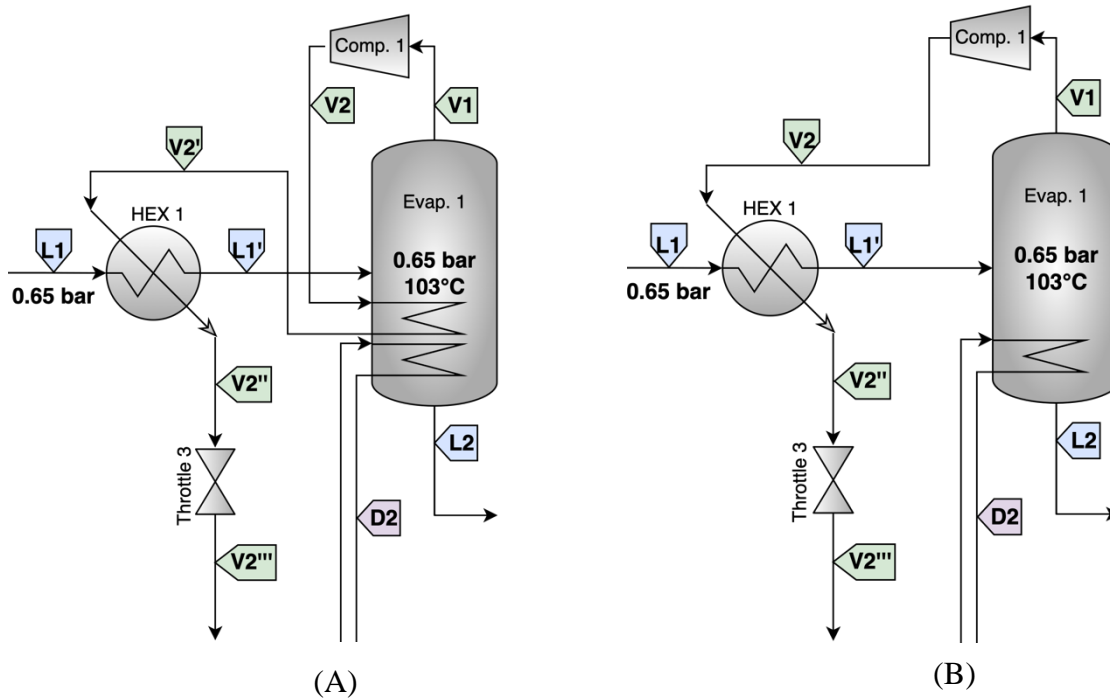 Comp. 1
V2
V1
V2'
HEX 1
Evap. 1
L1
L1'
0.65 bar
0.65 bar
103°C
V2''
L2
Throttle 3
D2
V2'''
(A)
Comp. 1
V1
V2
HEX 1
Evap. 1
L1
L1'
0.65 bar
0.65 bar
103°C
V2''
L2
Throttle 3
D2
V2'''
(B)